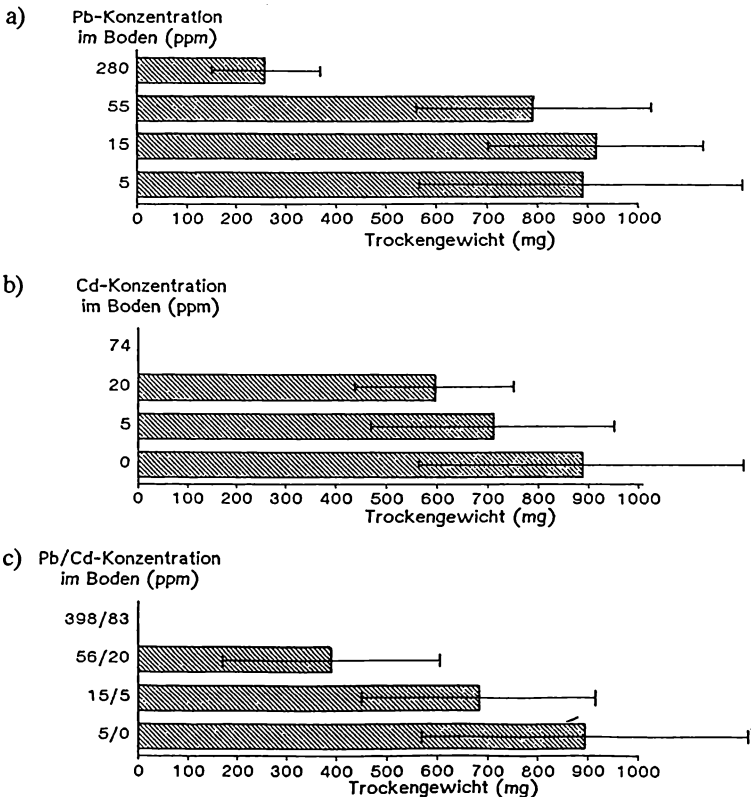 a)
Pb-Konzentration
im Boden (ppm)
280
55
15
5
0 100 200 300 400 500 600 700 800 900 1000
Trockengewicht (mg)
b)
Cd-Konzentration
im Boden (ppm)
74
20
5
0
0 100 200 300 400 500 600 700 800 900 1000
Trockengewicht (mg)
c) Pb/Cd-Konzentration
im Boden (ppm)
398/83
56/20
15/5
5/0
0 100 200 300 400 500 600 700 800 900 1000
Trockengewicht (mg)